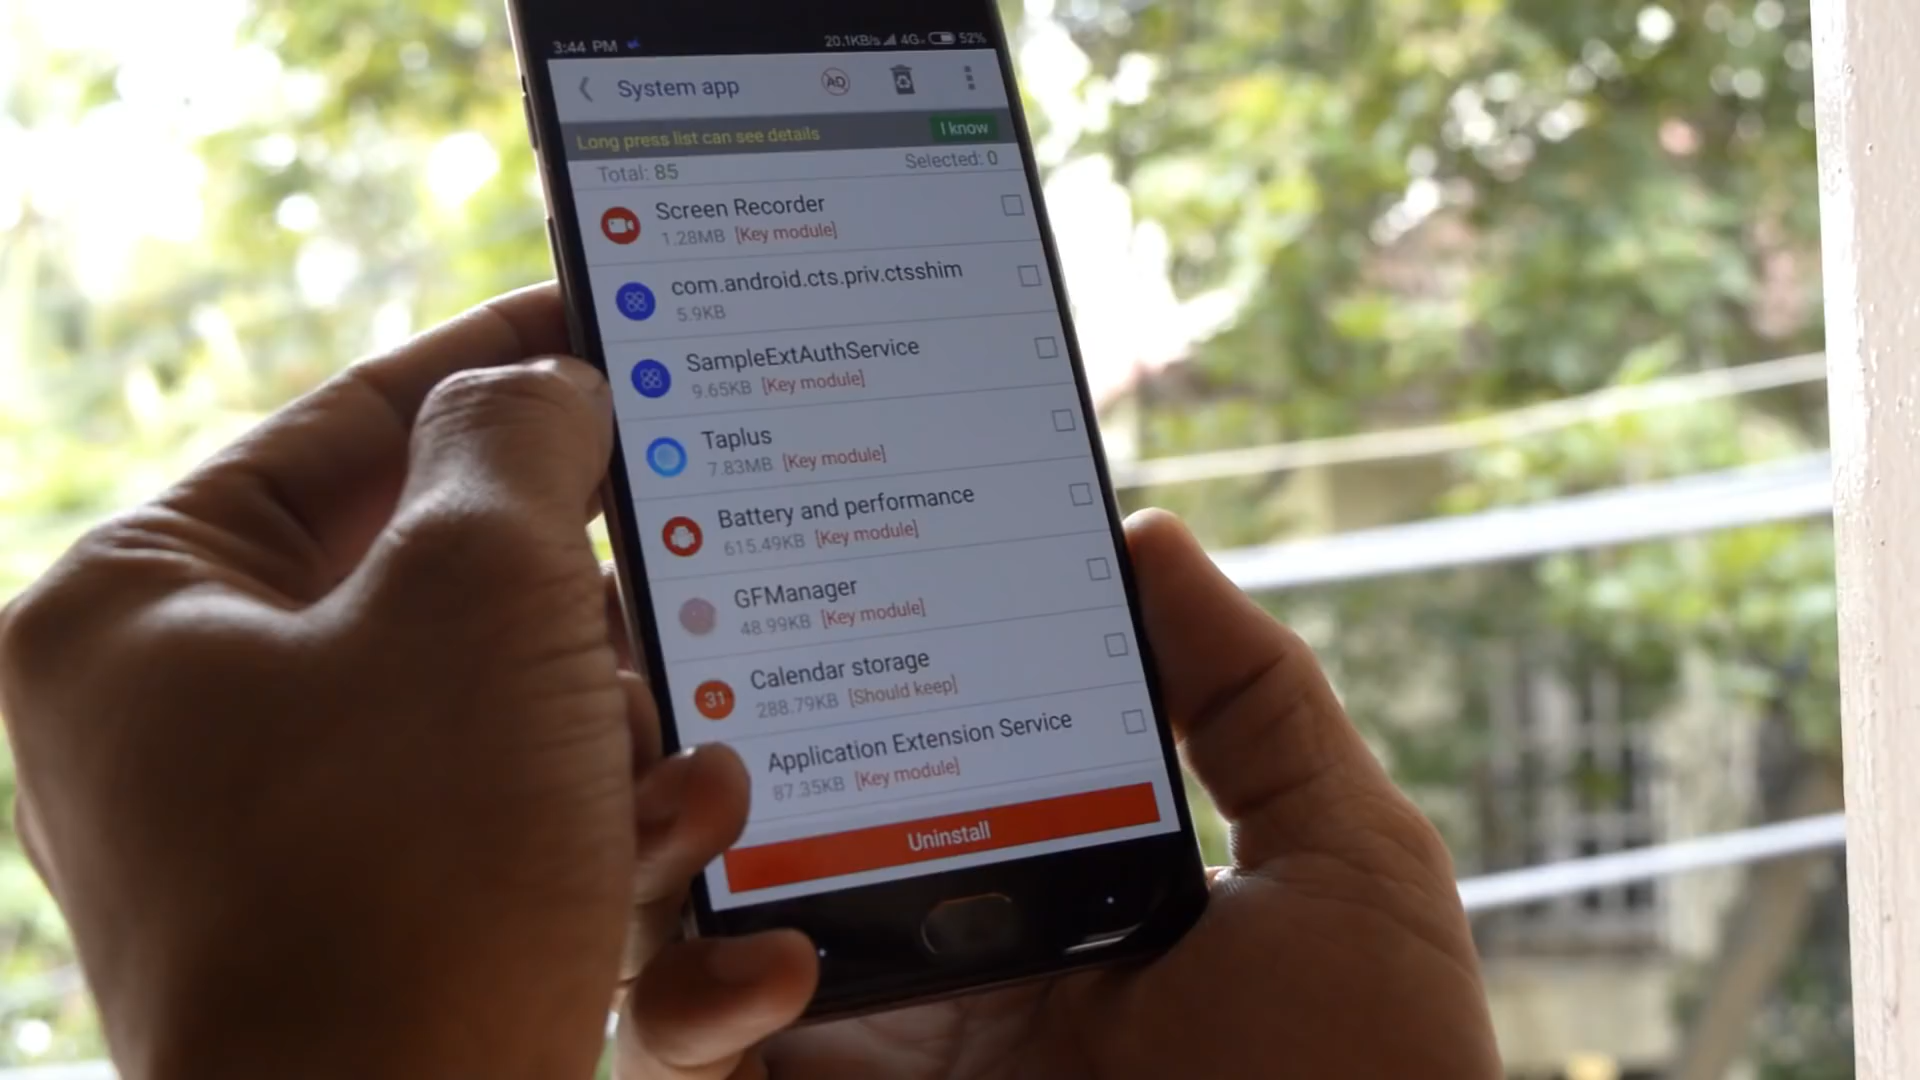 3:44 PM 20.1KB/s 4G 52%
System app AD
Long press list can see details I know
Total: 85 Selected: 0
Screen Recorder
1.28MB [Key module]
com.android.cts.priv.ctsshim
5.9KB
SampleExtAuthService
9.65KB [Key module]
Taplus
7.83MB [Key module]
Battery and performance
615.49KB [Key module]
GFManager
48.99KB [Key module]
31 Calendar storage
288.79KB [Should keep]
Application Extension Service
87.35KB [Key module]
Uninstall